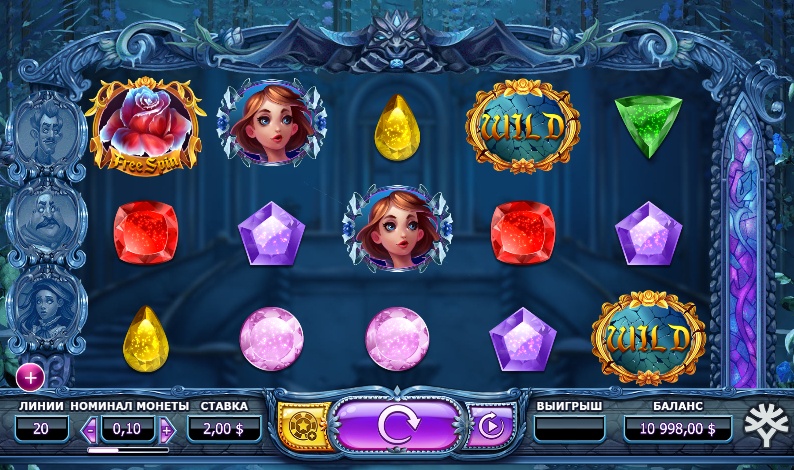 WILD
Free Spin
WILD
ЛИНИИ НОМИНАЛ МОНЕТЫ СТАВКА ВЫИГРЫШ БАЛАНС
20 - 0,10 + 2,00 $ 10 998,00 $